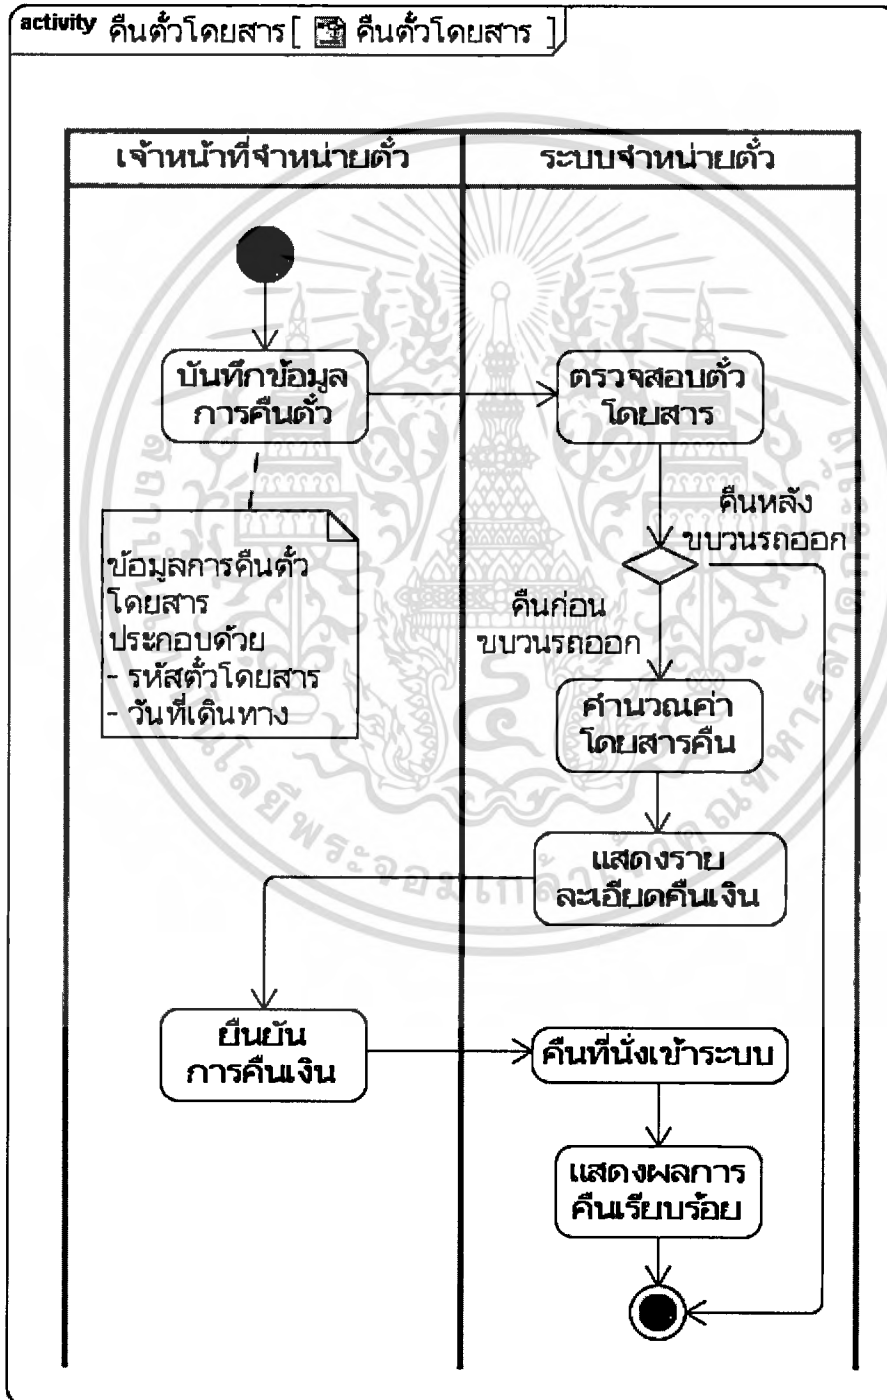 activity คืนตั๋วโดยสาร [ คืนตั๋วโดยสาร ]
เจ้าหน้าที่จำหน่ายตั๋ว
ระบบจำหน่ายตั๋ว
บันทึกข้อมูล
การคืนตั๋ว
ตรวจสอบตั๋ว
โดยสาร
คืนหลัง
ขบวนรถออก
ข้อมูลการคืนตั๋ว
โดยสาร
ประกอบด้วย
- รหัสตั๋วโดยสาร
- วันที่เดินทาง
คืนก่อน
ขบวนรถออก
คำนวณค่า
โดยสารคืน
แสดงราย
ละเอียดคืนเงิน
ยืนยัน
การคืนเงิน
คืนที่นั่งเข้าระบบ
แสดงผลการ
คืนเรียบร้อย